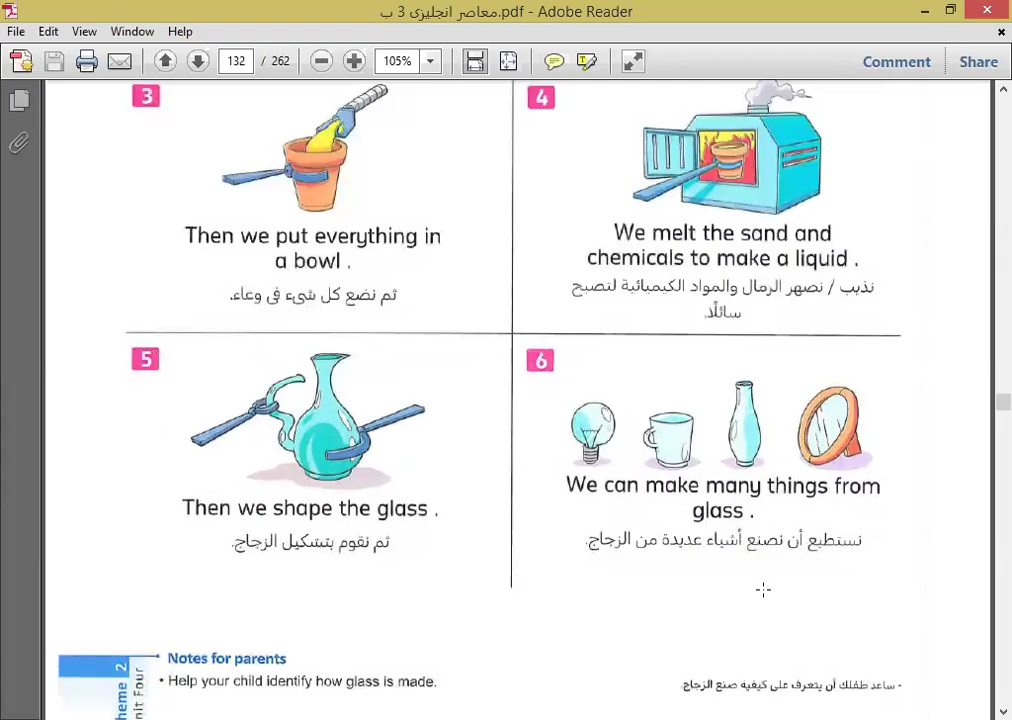 معاصر انجليزى 3 ب.pdf - Adobe Reader
File Edit View Window Help
132 / 262 105% Comment Share
3
Then we put everything in
a bowl .
ثم نضع كل شىء فى وعاء.
4
We melt the sand and
chemicals to make a liquid .
نذيب / نصهر الرمال والمواد الكيميائية لتصبح
سائلًا.
5
Then we shape the glass .
ثم نقوم بتشكيل الزجاج.
6
We can make many things from
glass .
نستطيع أن نصنع أشياء عديدة من الزجاج.
Notes for parents
• Help your child identify how glass is made.
- ساعد طفلك أن يتعرف على كيفية صنع الزجاج.
heme 2
nit Four